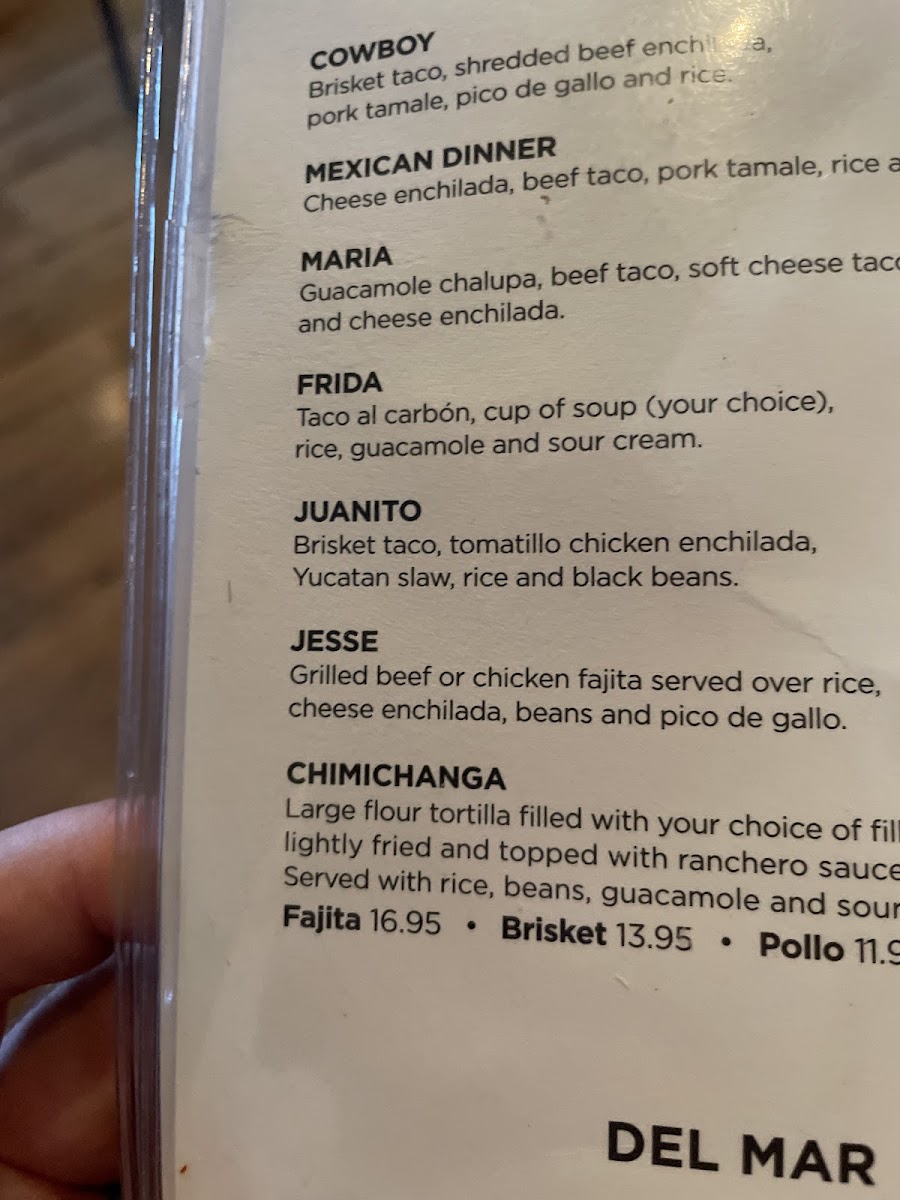 COWBOY
Brisket taco, shredded beef
pork tamale, pico de gallo and rice.
MEXICAN DINNER
Cheese enchilada, beef taco, pork tamale, rice
MARIA
Guacamole chalupa, beef taco, soft cheese
and cheese enchilada.
FRIDA
Taco al carbón, cup of soup (your choice),
rice, guacamole and sour cream.
JUANITO
Brisket taco, tomatillo chicken enchilada,
Yucatan slaw, rice and black beans.
JESSE
Grilled beef or chicken fajita served over rice,
cheese enchilada, beans and pico de gallo.
CHIMICHANGA
Large flour tortilla filled with your choice of
lightly fried and topped with ranchero sauce
Served with rice, beans, guacamole and sour
Fajita 16.95 • Brisket 13.95 • Pollo
DEL MAR